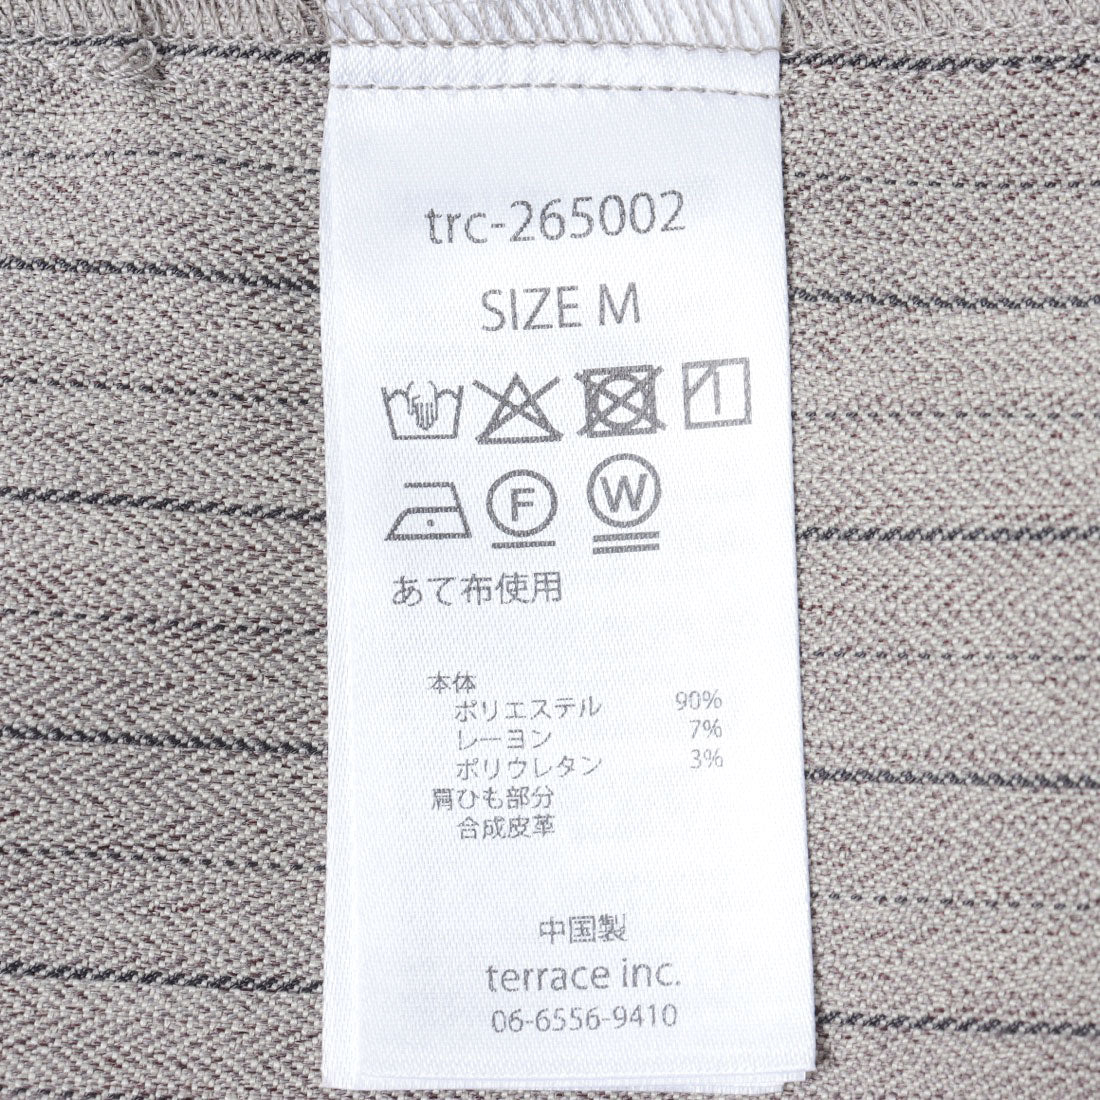 trc-265002
SIZE M
F W
あて布使用
本体
ポリエステル 90%
レーヨン 7%
ポリウレタン 3%
肩ひも部分
合成皮革
中国製
terrace inc.
06-6556-9410